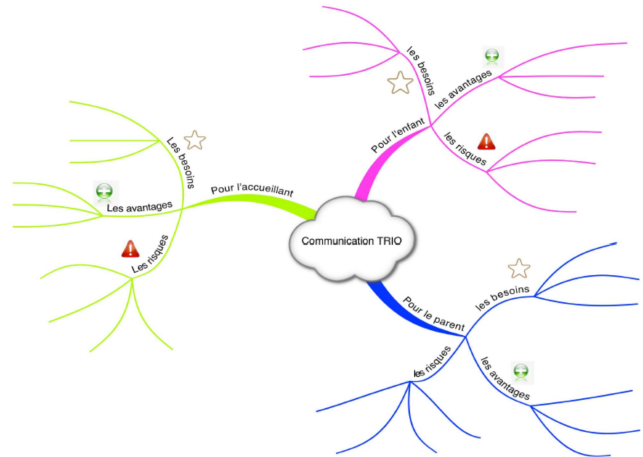 Communication TRIO
Pour l'enfant
les besoins
les avantages
les risques
Pour le parent
les besoins
les avantages
les risques
Pour l'accueillant
Les besoins
Les avantages
Les risques